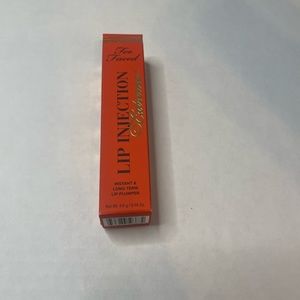 Too
Faced
LIP INJECTION
Extreme
INSTANT &
LONG TERM
LIP PLUMPER